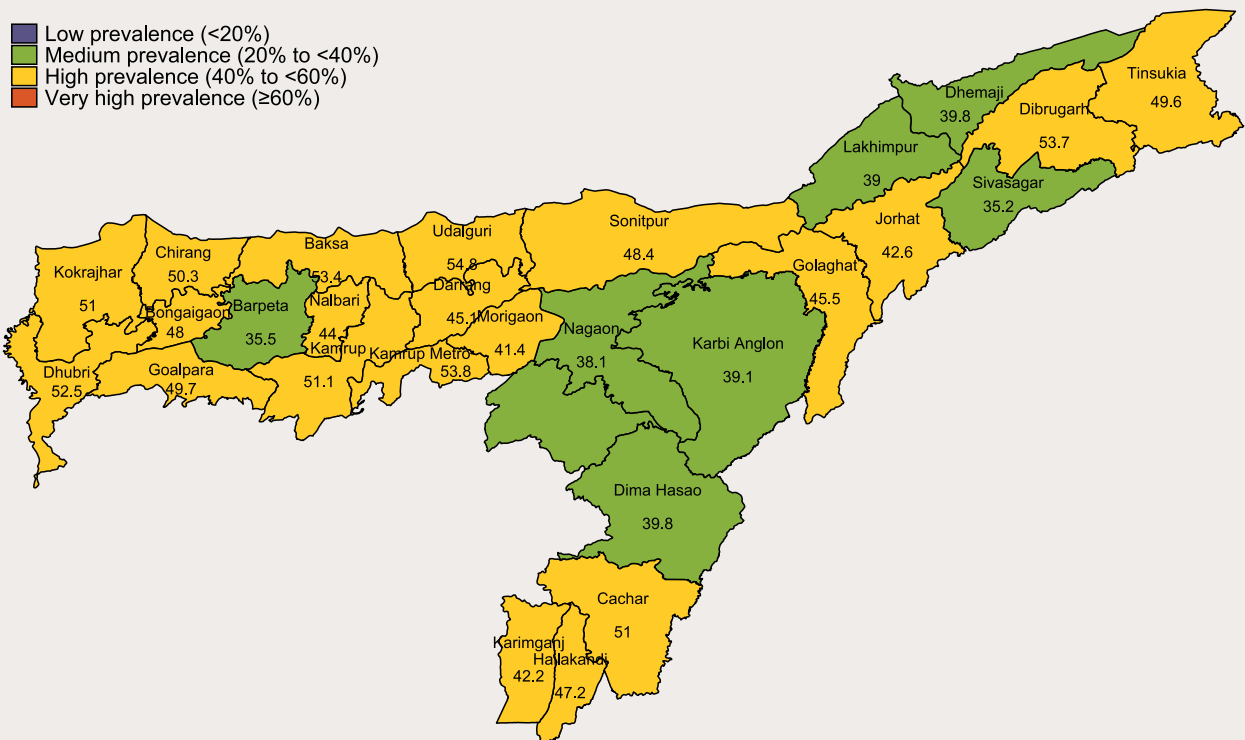 Low prevalence (<20%)
Medium prevalence (20% to <40%)
High prevalence (40% to <60%)
Very high prevalence (≥60%)
Tinsukia
49.6
Dhemaji
39.8
Dibrugarh
53.7
Lakhimpur
39
Sivasagar
35.2
Jorhat
42.6
Sonitpur
48.4
Udalguri
54.8
Baksa
53.4
Chirang
50.3
Kokrajhar
51
Golaghat
45.5
Darrang
45.1
Nalbari
44
Barpeta
35.5
Bongaigaon
48
Morigaon
41.4
Nagaon
38.1
Karbi Anglon
39.1
Kamrup
51.1
Kamrup Metro
53.8
Goalpara
49.7
Dhubri
52.5
Dima Hasao
39.8
Cachar
51
Karimganj
42.2
Hailakandi
47.2